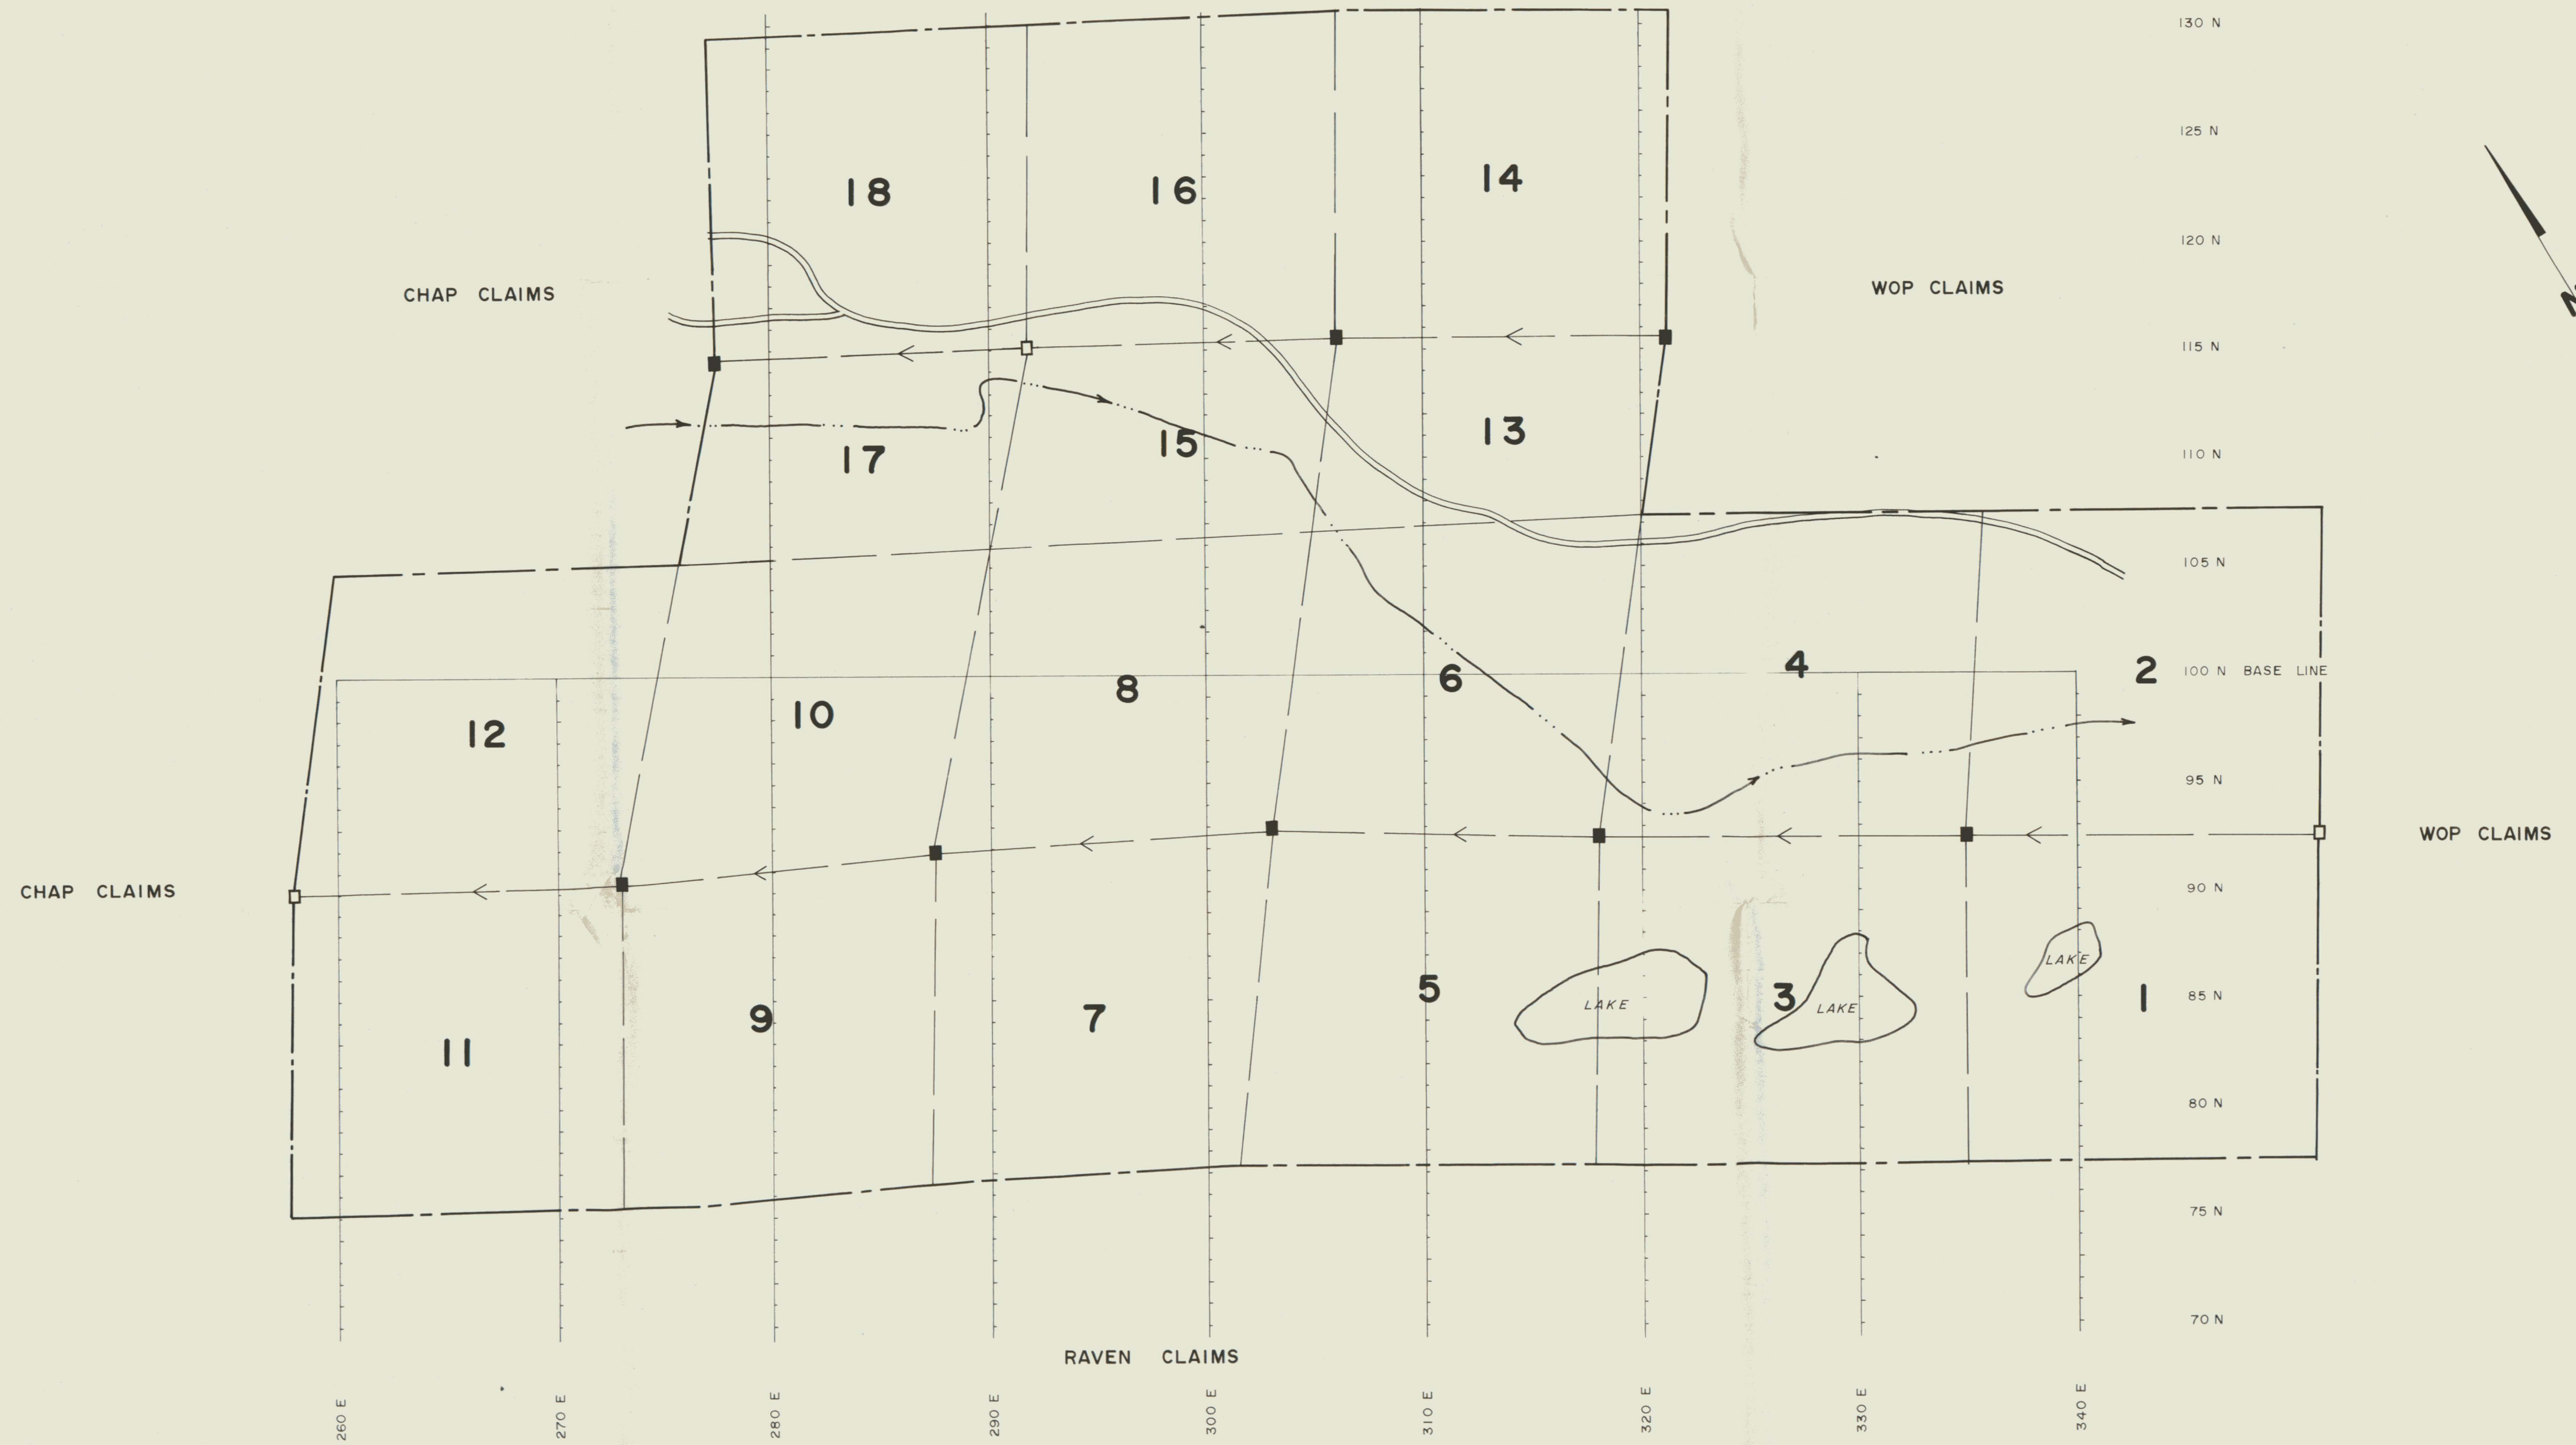 130 N
125 N
18 16 14
120 N
CHAP CLAIMS
WOP CLAIMS
115 N
17 15 13
110 N
105 N
12 10 8 6 4 2
100 N BASE LINE
95 N
WOP CLAIMS
CHAP CLAIMS
90 N
LAKE
11 9 7 5 3 1
LAKE
LAKE
85 N
80 N
75 N
70 N
RAVEN CLAIMS
260 E
270 E
280 E
290 E
300 E
310 E
320 E
330 E
340 E